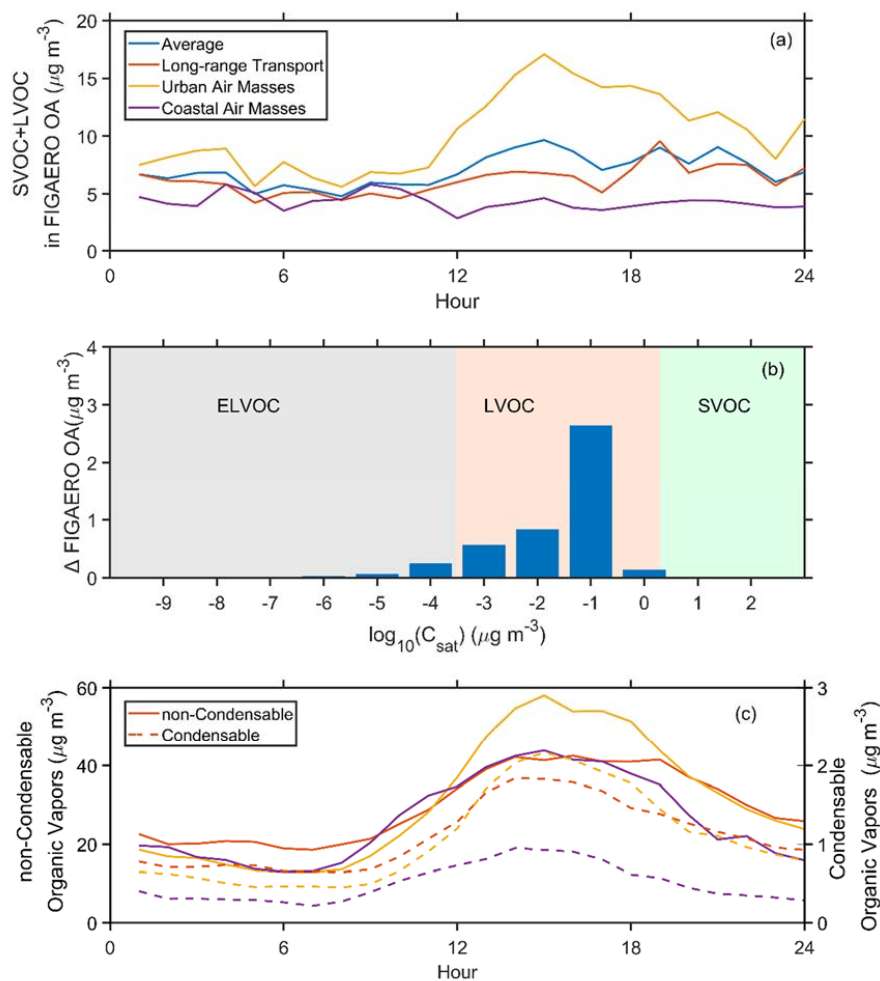 (a)
SVOC+LVOC
in FIGAERO OA (μg m-3)
20
15
10
5
0
Average
Long-range Transport
Urban Air Masses
Coastal Air Masses
0 6 12 18 24
Hour
(b)
Δ FIGAERO OA(μg m-3)
4
3
2
1
0
ELVOC LVOC SVOC
-9 -8 -7 -6 -5 -4 -3 -2 -1 0 1 2
log10(Csat) (μg m-3)
(c)
non-Condensable
Organic Vapors (μg m-3)
60
40
20
0
non-Condensable
Condensable
3
2
1
0
Condensable
Organic Vapors (μg m-3)
0 6 12 18 24
Hour